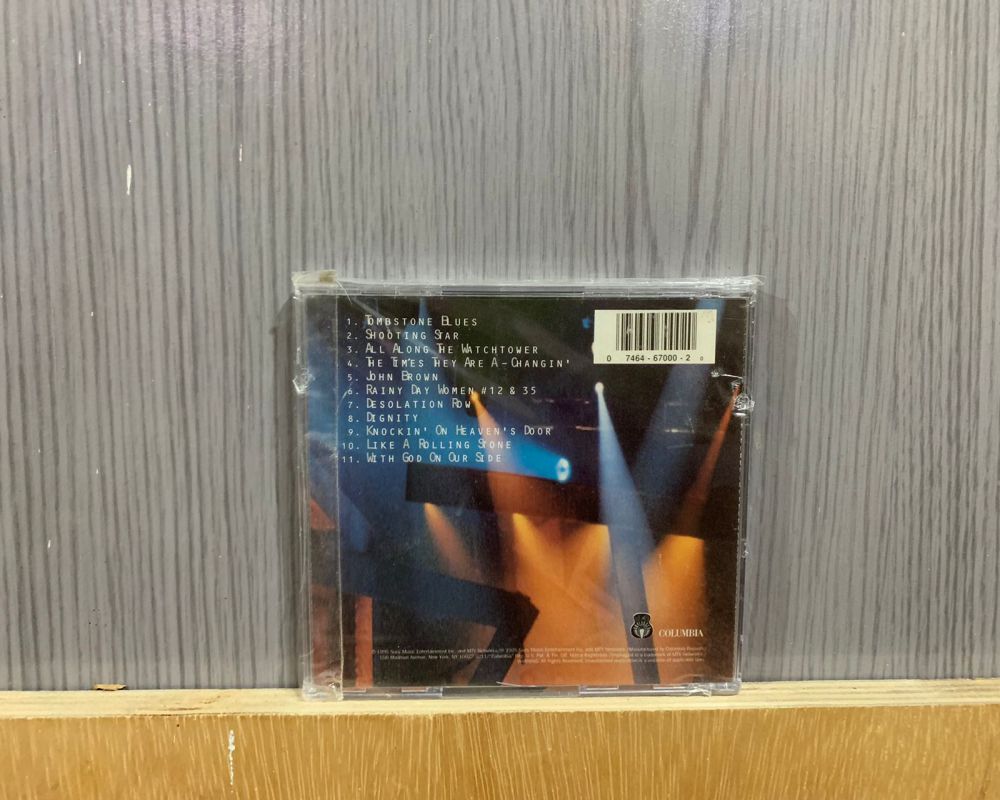 1. TOMBSTONE BLUES
2. SHOOTING STAR
3. ALL ALONG THE WATCHTOWER
4. THE TIMES THEY ARE A-CHANGIN'
5. JOHN BROWN
6. RAINY DAY WOMEN #12 & 35
7. DESOLATION ROW
8. DIGNITY
9. KNOCKIN' ON HEAVEN'S DOOR
10. LIKE A ROLLING STONE
11. WITH GOD ON OUR SIDE
0 7464-67000-2 0
COLUMBIA